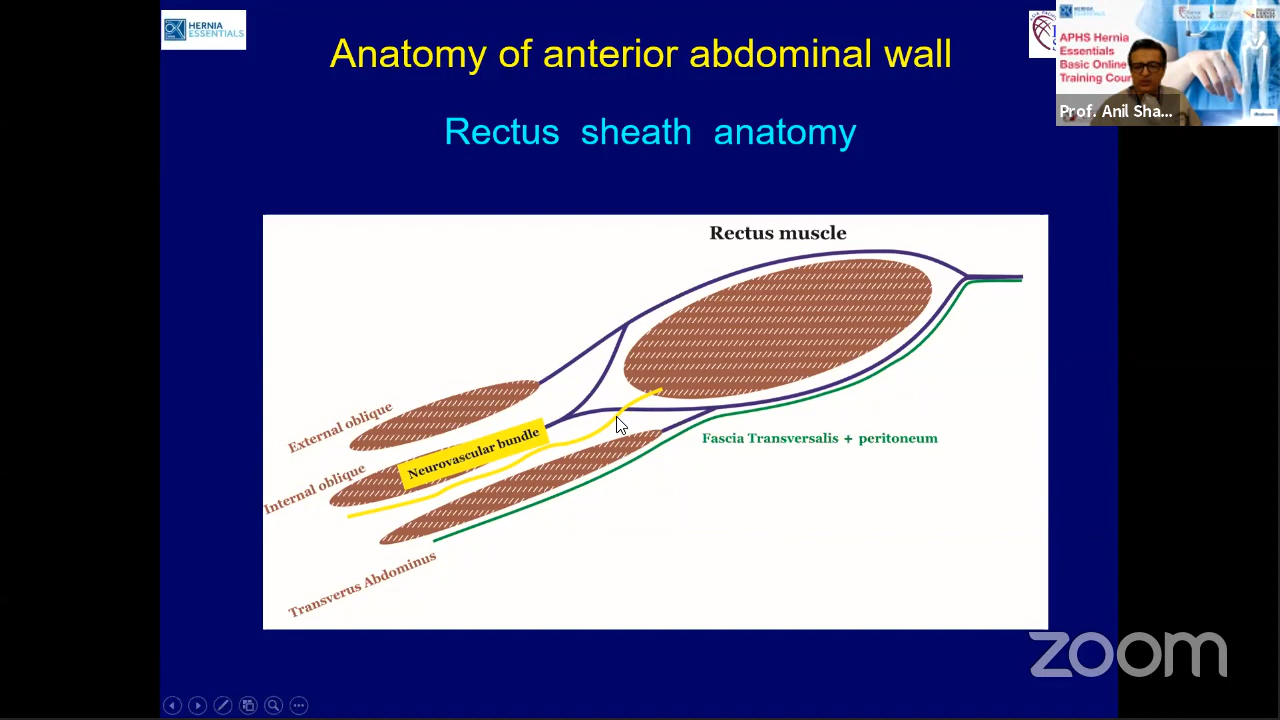 HERNIA
ESSENTIALS
Anatomy of anterior abdominal wall
APHS Hernia
Essentials
Basic Online
Training Cour
Prof. Anil Sha...
Rectus sheath anatomy
Rectus muscle
External oblique
Neurovascular bundle
Fascia Transversalis + peritoneum
Internal oblique
Transverus Abdominus
zoom